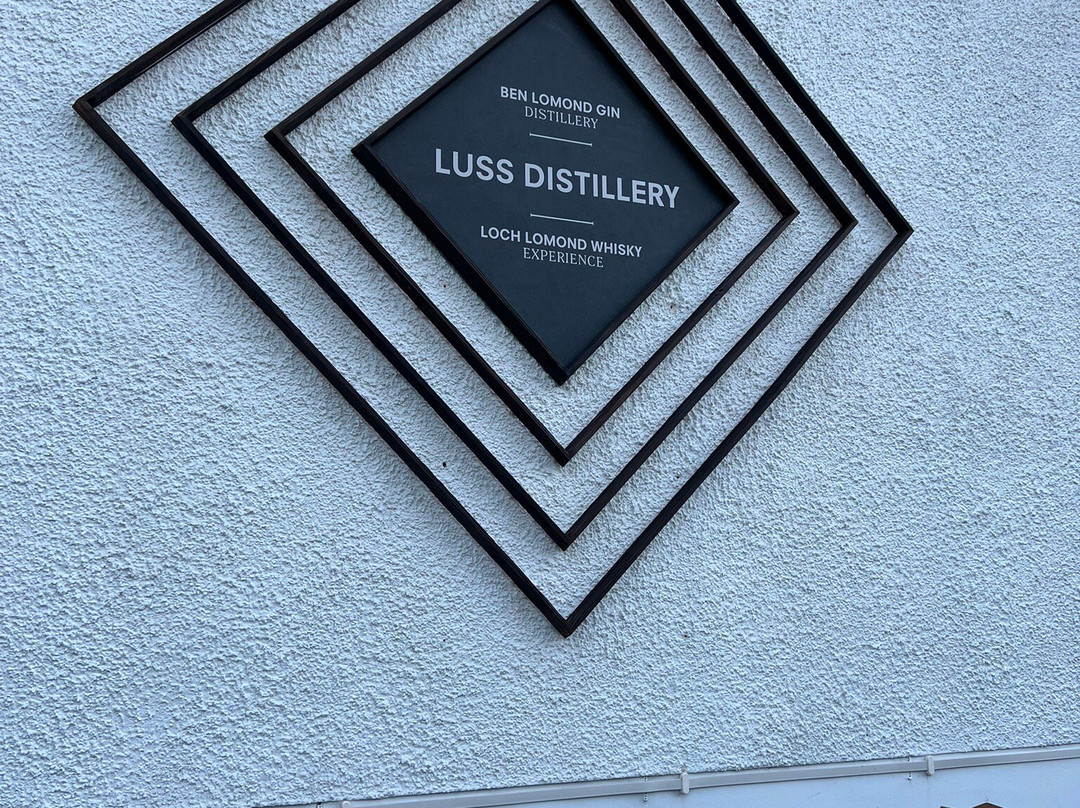 BEN LOMOND GIN
DISTILLERY
LUSS DISTILLERY
LOCH LOMOND WHISKY
EXPERIENCE